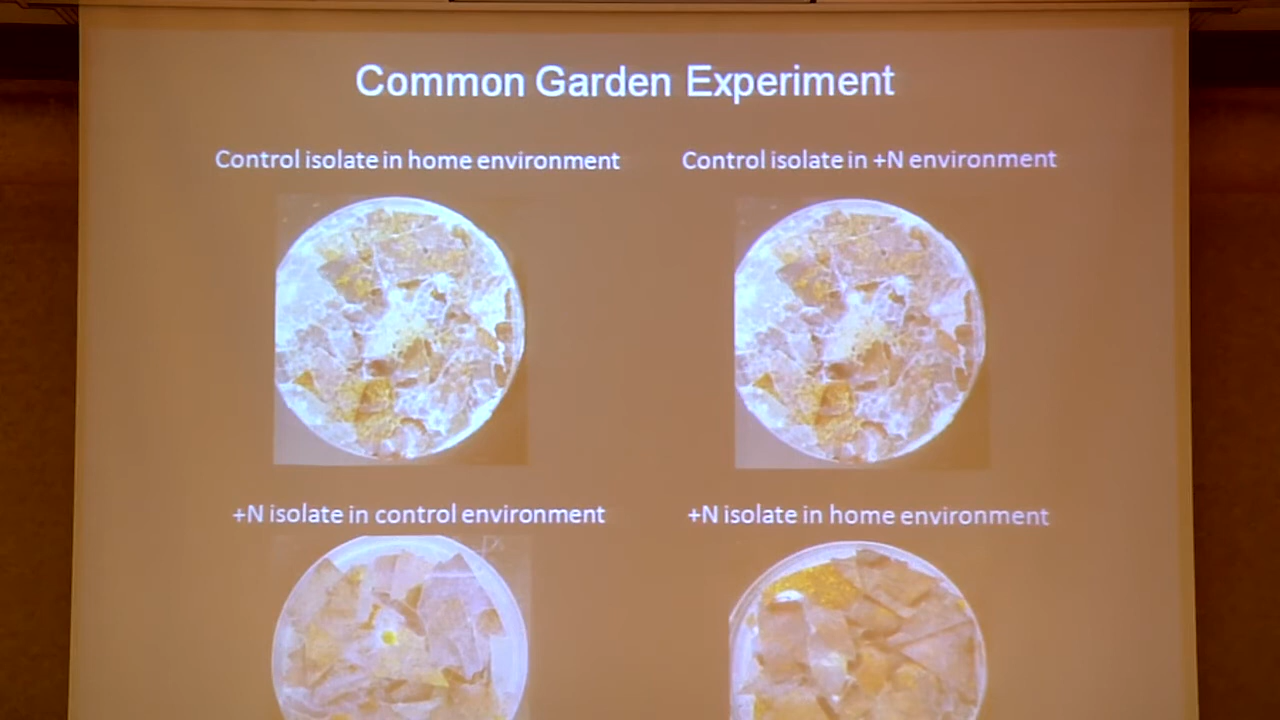 Common Garden Experiment
Control isolate in home environment
Control isolate in +N environment
+N isolate in control environment
+N isolate in home environment